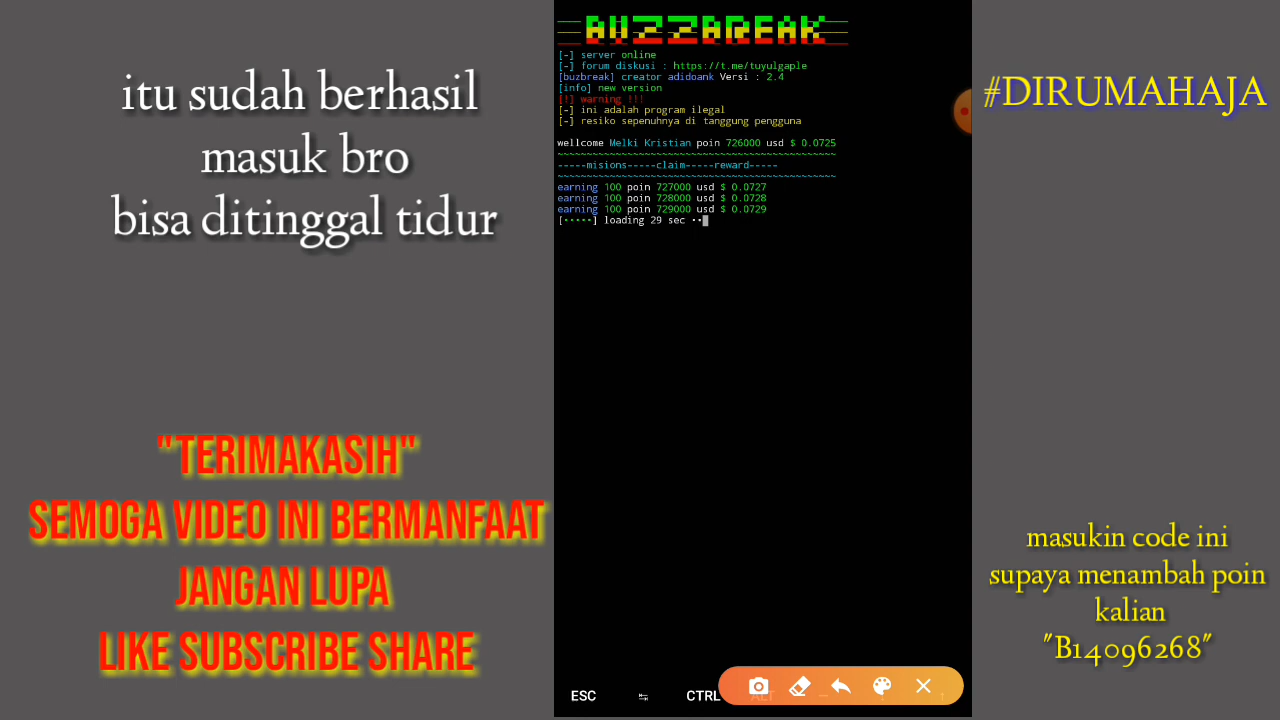 itu sudah berhasil
masuk bro
bisa ditinggal tidur
"TERIMAKASIH"
SEMOGA VIDEO INI BERMANFAAT
JANGAN LUPA
LIKE SUBSCRIBE SHARE
BUZZBREAK
[-] server online
[-] forum diskusi : https://t.me/tuyulgaple
[buzbreak] creator adidoank Versi : 2.4
[info] new version
[!] warning !!!
[-] ini adalah program ilegal
[-] resiko sepenuhnya di tanggung pengguna
wellcome Melki Kristian poin 726000 usd $ 0.0725
~~~~~~~~~~~~~~~~~~~~~~~~~~~~~~~~~~~~~~~~~~~~~~~~
-----misions-----claim-----reward-----
~~~~~~~~~~~~~~~~~~~~~~~~~~~~~~~~~~~~~~~~~~~~~~~~
earning 100 poin 727000 usd $ 0.0727
earning 100 poin 728000 usd $ 0.0728
earning 100 poin 729000 usd $ 0.0729
[•••••] loading 29 sec ••
ESC CTRL ALT
#DIRUMAHAJA
masukin code ini
supaya menambah poin
kalian
"B14096268"